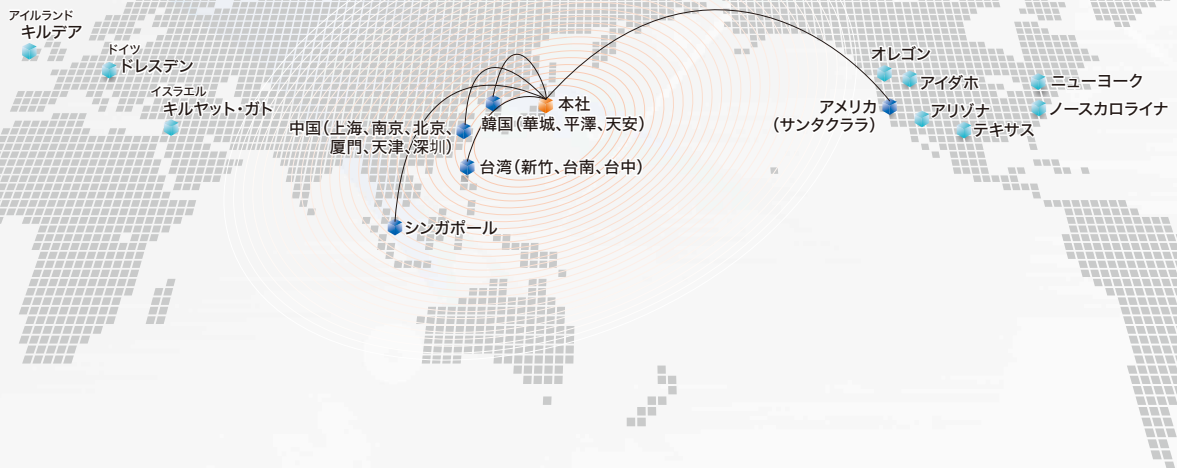 アイルランド
キルデア
ドイツ
ドレスデン
イスラエル
キルヤット・ガト
中国（上海、南京、北京、
厦門、天津、深圳）
本社
韓国（華城、平澤、天安）
台湾（新竹、台南、台中）
シンガポール
アメリカ
（サンタクララ）
オレゴン
アイダホ
アリゾナ
テキサス
ニューヨーク
ノースカロライナ